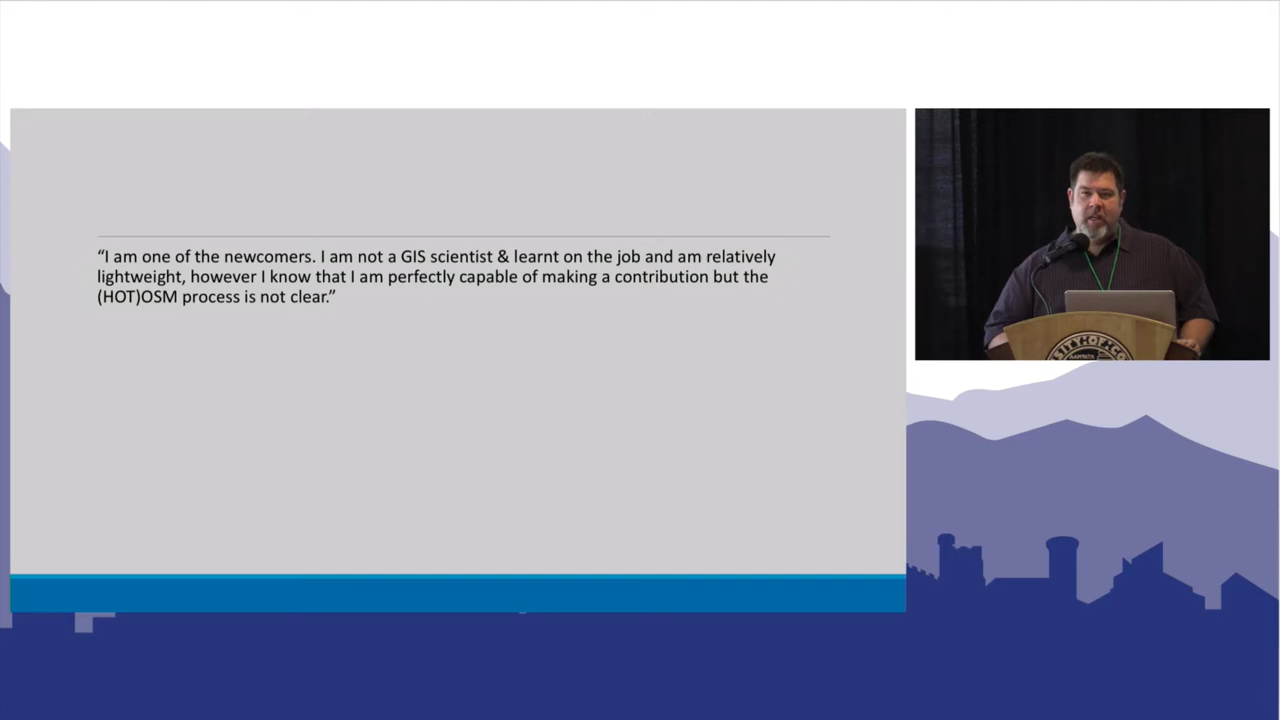 “I am one of the newcomers. I am not a GIS scientist & learnt on the job and am relatively
lightweight, however I know that I am perfectly capable of making a contribution but the
(HOT)OSM process is not clear.”